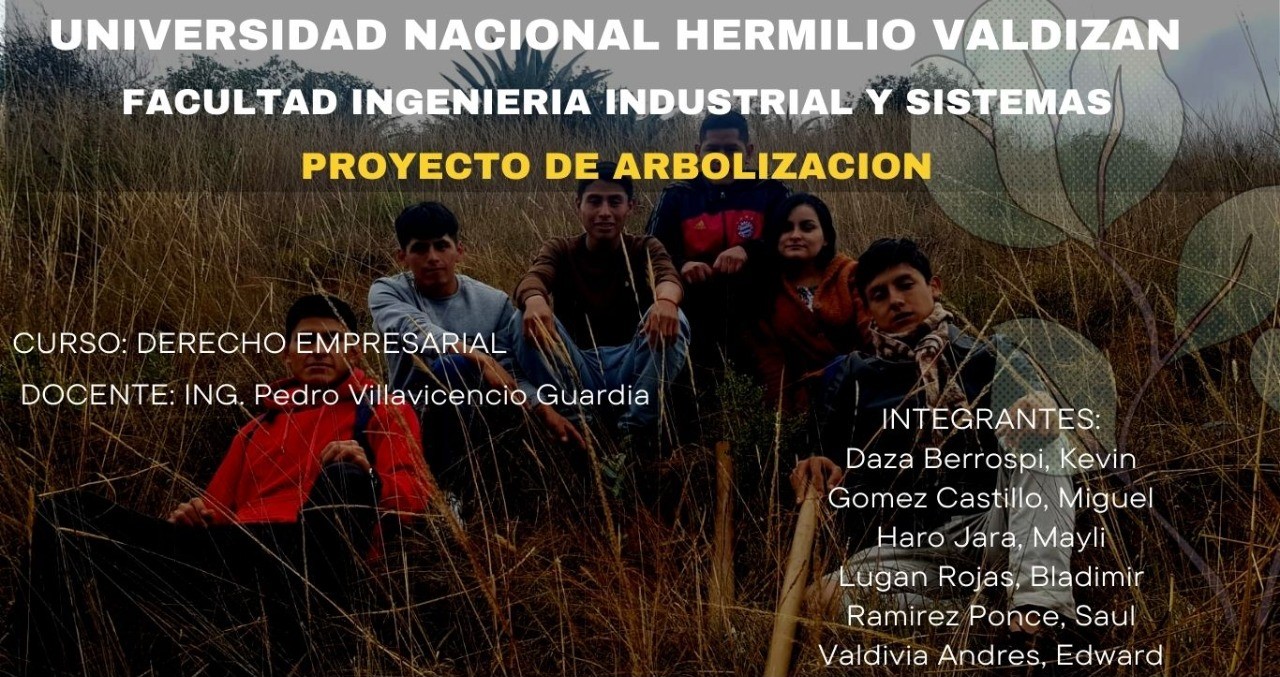 UNIVERSIDAD NACIONAL HERMILIO VALDIZAN
FACULTAD INGENIERIA INDUSTRIAL Y SISTEMAS
PROYECTO DE ARBOLIZACION
CURSO: DERECHO EMPRESARIAL
DOCENTE: ING. Pedro Villavicencio Guardia
INTEGRANTES:
Daza Berrospi, Kevin
Gomez Castillo, Miguel
Haro Jara, Mayli
Lugan Rojas, Bladimir
Ramirez Ponce, Saul
Valdivia Andres, Edward